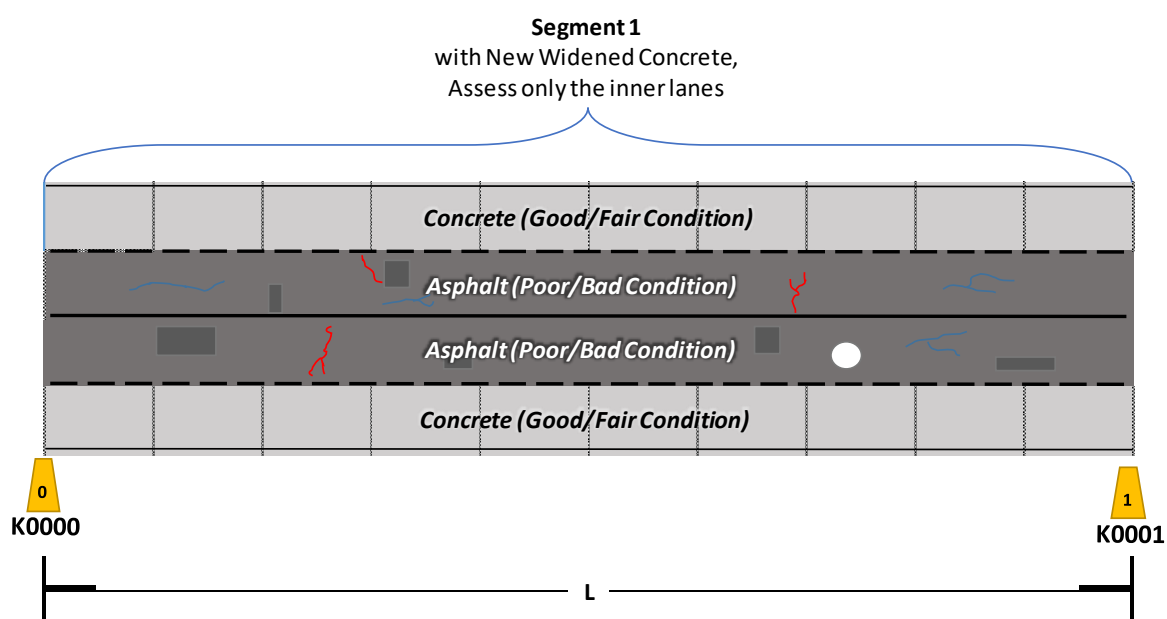 Segment 1
with New Widened Concrete,
Assess only the inner lanes
Concrete (Good/Fair Condition)
Asphalt (Poor/Bad Condition)
Asphalt (Poor/Bad Condition)
Concrete (Good/Fair Condition)
0
1
K0000
K0001
L